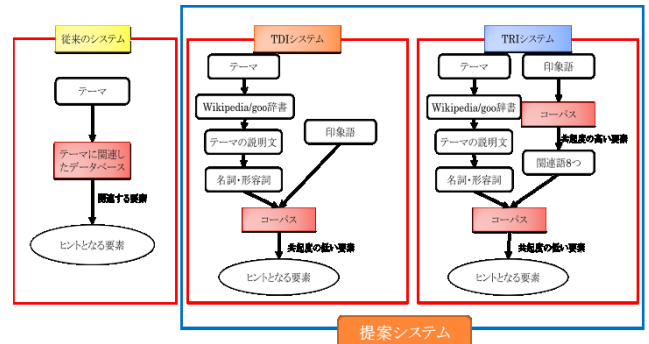 従来のシステム
テーマ
テーマに関連し
たデータベース
関連する要素
ヒントとなる要素
TDIシステム
テーマ
Wikipedia/goo辞書
テーマの説明文
名詞・形容詞
印象語
コーパス
共起度の低い要素
ヒントとなる要素
TRIシステム
テーマ
Wikipedia/goo辞書
テーマの説明文
名詞・形容詞
印象語
コーパス
共起度の高い要素
関連語8つ
コーパス
共起度の低い要素
ヒントとなる要素
提案システム